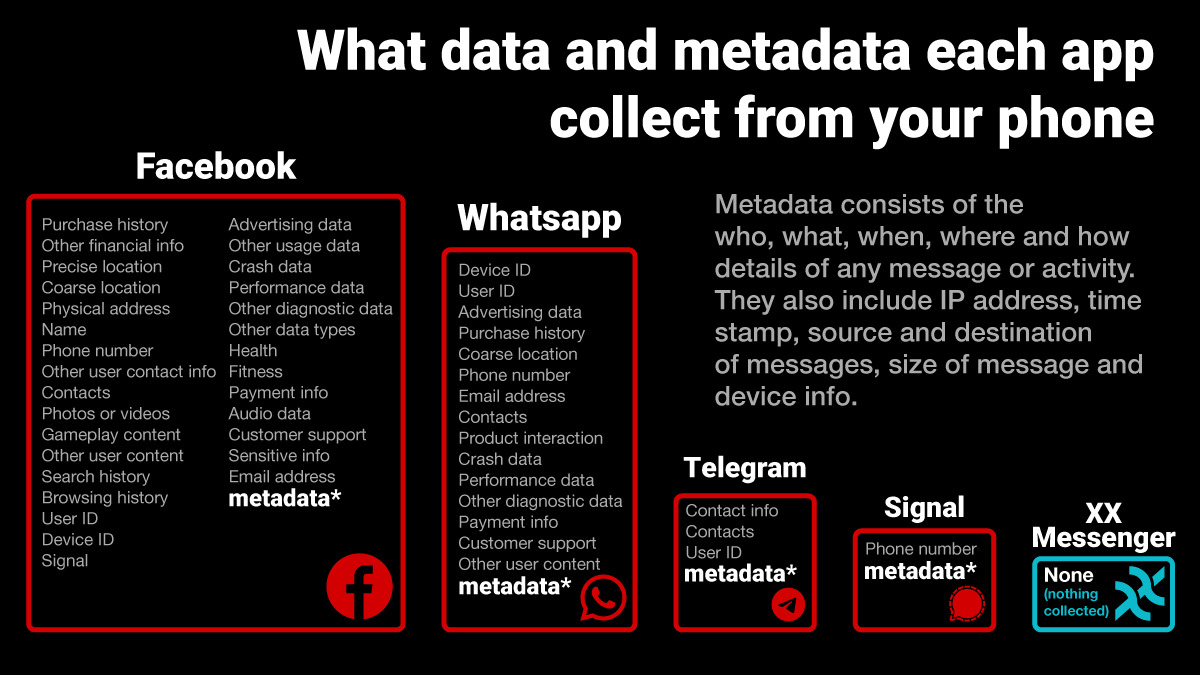 What data and metadata each app
collect from your phone
Facebook
Purchase history
Other financial info
Precise location
Coarse location
Physical address
Name
Phone number
Other user contact info
Contacts
Photos or videos
Gameplay content
Other user content
Search history
Browsing history
User ID
Device ID
Signal
Advertising data
Other usage data
Crash data
Performance data
Other diagnostic data
Other data types
Health
Fitness
Payment info
Audio data
Customer support
Sensitive info
Email address
metadata*
Whatsapp
Device ID
User ID
Advertising data
Purchase history
Coarse location
Phone number
Email address
Contacts
Product interaction
Crash data
Performance data
Other diagnostic data
Payment info
Customer support
Other user content
metadata*
Metadata consists of the
who, what, when, where and how
details of any message or activity.
They also include IP address, time
stamp, source and destination
of messages, size of message and
device info.
Telegram
Contact info
Contacts
User ID
metadata*
Signal
Phone number
metadata*
XX
Messenger
None
(nothing
collected)